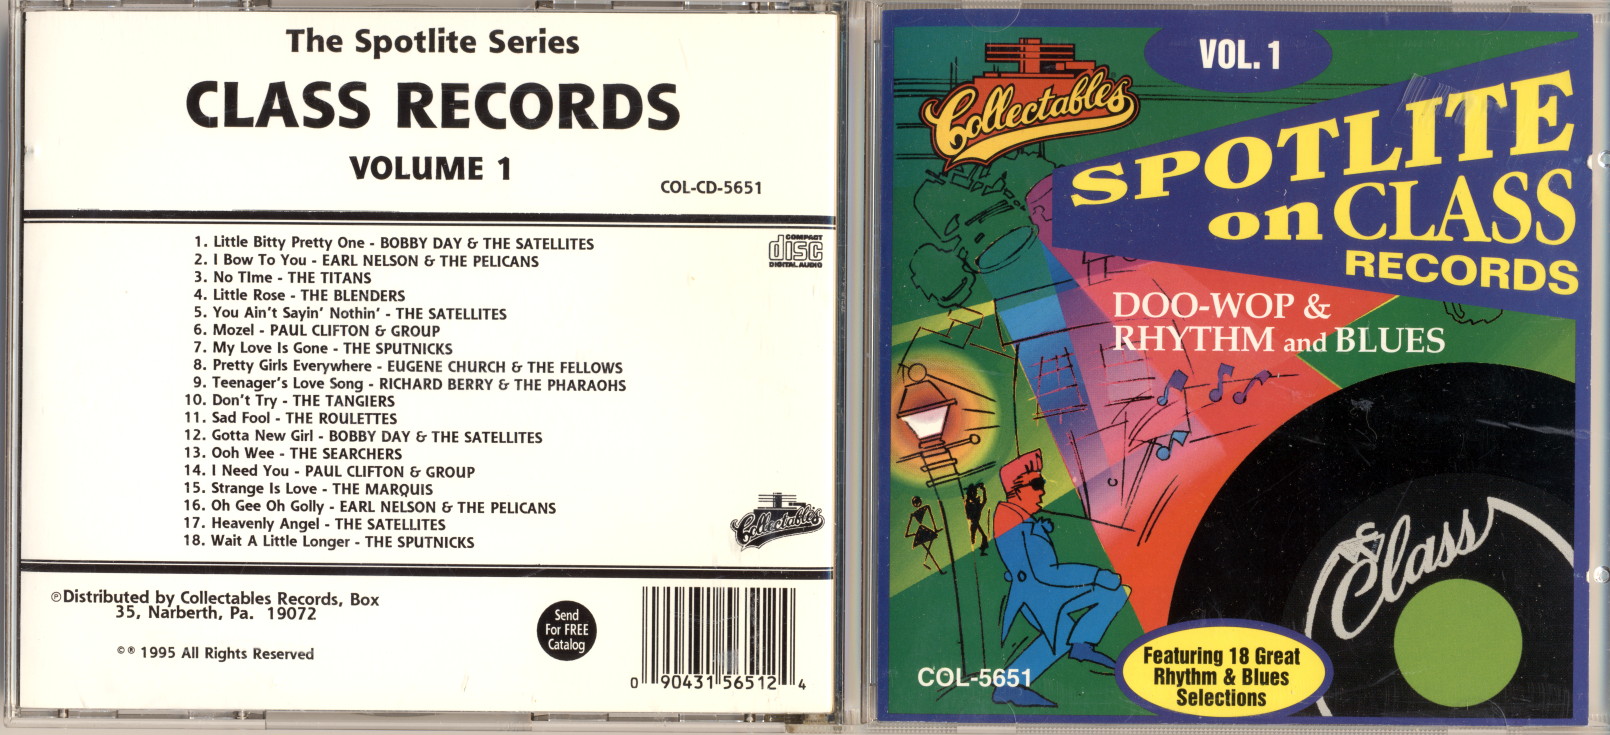 The Spotlite Series
CLASS RECORDS
VOLUME 1
COL-CD-5651
COMPACT
disc
DIGITAL AUDIO
1. Little Bitty Pretty One - BOBBY DAY & THE SATELLITES
2. I Bow To You - EARL NELSON & THE PELICANS
3. No TIme - THE TITANS
4. Little Rose - THE BLENDERS
5. You Ain't Sayin' Nothin' - THE SATELLITES
6. Mozel - PAUL CLIFTON & GROUP
7. My Love Is Gone - THE SPUTNICKS
8. Pretty Girls Everywhere - EUGENE CHURCH & THE FELLOWS
9. Teenager's Love Song - RICHARD BERRY & THE PHARAOHS
10. Don't Try - THE TANGIERS
11. Sad Fool - THE ROULETTES
12. Gotta New Girl - BOBBY DAY & THE SATELLITES
13. Ooh Wee - THE SEARCHERS
14. I Need You - PAUL CLIFTON & GROUP
15. Strange Is Love - THE MARQUIS
16. Oh Gee Oh Golly - EARL NELSON & THE PELICANS
17. Heavenly Angel - THE SATELLITES
18. Wait A Little Longer - THE SPUTNICKS
Collectables
℗Distributed by Collectables Records, Box
35, Narberth, Pa. 19072
©® 1995 All Rights Reserved
Send
For FREE
Catalog
0 90431 56512 4
Collectables
VOL. 1
SPOTLITE
on CLASS
RECORDS
DOO-WOP &
RHYTHM and BLUES
Class
COL-5651
Featuring 18 Great
Rhythm & Blues
Selections